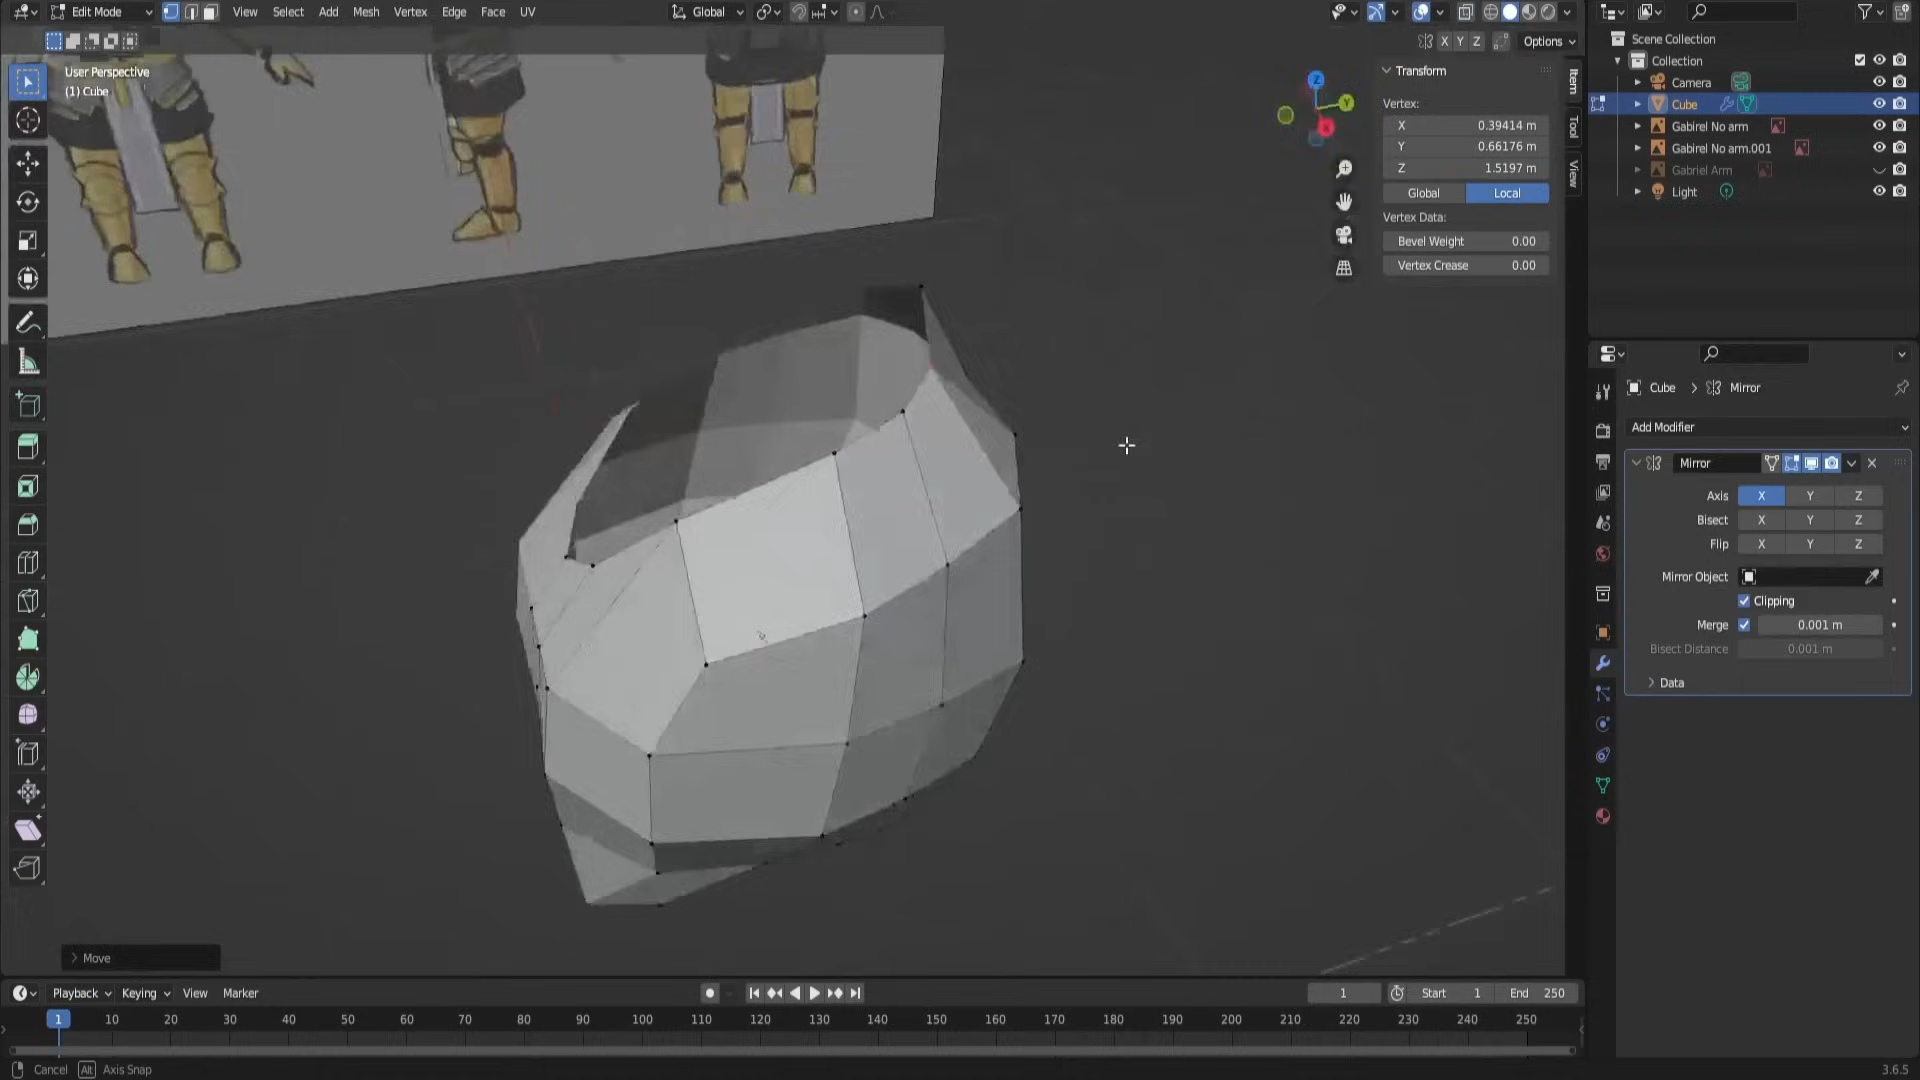 Edit Mode View Select Add Mesh Vertex Edge Face UV Global
X Y Z Options
User Perspective
(1) Cube
Transform
Vertex:
X 0.39414 m
Y 0.66176 m
Z 1.5197 m
Global Local
Vertex Data:
Bevel Weight 0.00
Vertex Crease 0.00
Item
Tool
View
Z
Y
X
Move
Scene Collection
Collection
Camera
Cube
Gabirel No arm
Gabirel No arm.001
Gabriel Arm
Light
Cube > Mirror
Add Modifier
Mirror
Axis X Y Z
Bisect X Y Z
Flip X Y Z
Mirror Object
Clipping
Merge 0.001 m
Bisect Distance 0.001 m
Data
Playback Keying View Marker 1 Start 1 End 250
1 10 20 30 40 50 60 70 80 90 100 110 120 130 140 150 160 170 180 190 200 210 220 230 240 250
Cancel Alt Axis Snap 3.6.5